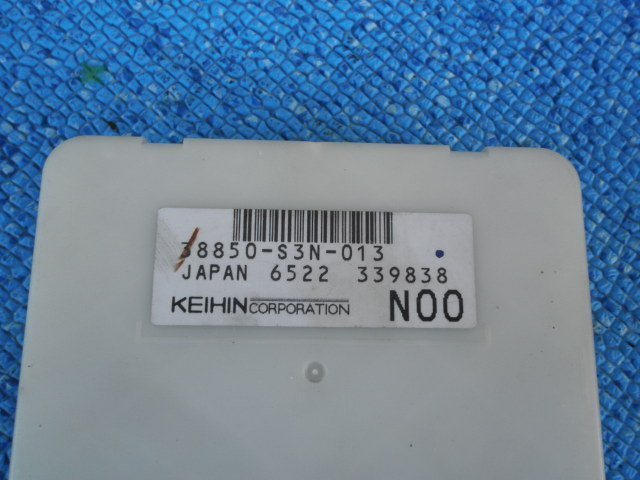 38850-S3N-013
JAPAN 6522 339838
KEIHIN CORPORATION N00